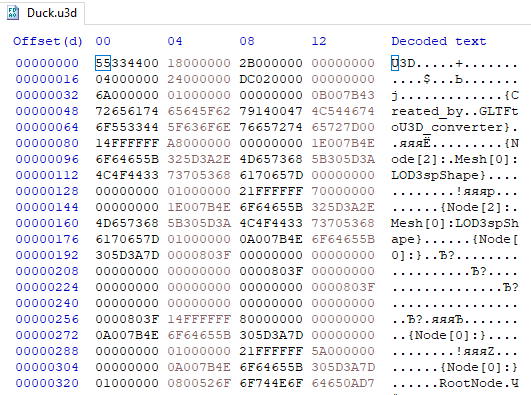 Duck.u3d
Offset(d) 00 04 08 12 Decoded text
00000000 55334400 18000000 2B000000 00000000 U3D.....+.......
00000016 04000000 24000000 DC020000 00000000 ....$...Ь.......
00000032 6A000000 01000000 00000000 0B007B43 j.............{C
00000048 72656174 65645F62 79140047 4C544674 reated_by..GLTFt
00000064 6F553344 5F636F6E 76657274 65727D00 oU3D_converter}.
00000080 14FFFFFF A8000000 00000000 1E007B4E .яяяЁ.........{N
00000096 6F64655B 325D3A2E 4D657368 5B305D3A ode[2]:.Mesh[0]:
00000112 4C4F4433 73705368 6170657D 00000000 LOD3spShape}....
00000128 00000000 01000000 21FFFFFF 70000000 ........!яяяp...
00000144 00000000 1E007B4E 6F64655B 325D3A2E ......{Node[2]:.
00000160 4D657368 5B305D3A 4C4F4433 73705368 Mesh[0]:LOD3spSh
00000176 6170657D 01000000 0A007B4E 6F64655B ape}......{Node[
00000192 305D3A7D 0000803F 00000000 00000000 0]:}..Ђ?........
00000208 00000000 00000000 0000803F 00000000 ..........Ђ?....
00000224 00000000 00000000 00000000 0000803F ..............Ђ?
00000240 00000000 00000000 00000000 00000000 ................
00000256 0000803F 14FFFFFF 80000000 00000000 ..Ђ?.яяяЂ.......
00000272 0A007B4E 6F64655B 305D3A7D 00000000 ..{Node[0]:}....
00000288 00000000 01000000 21FFFFFF 5A000000 ........!яяяZ...
00000304 00000000 0A007B4E 6F64655B 305D3A7D ......{Node[0]:}
00000320 01000000 0800526F 6F744E6F 64650AD7 ......RootNode.Ч